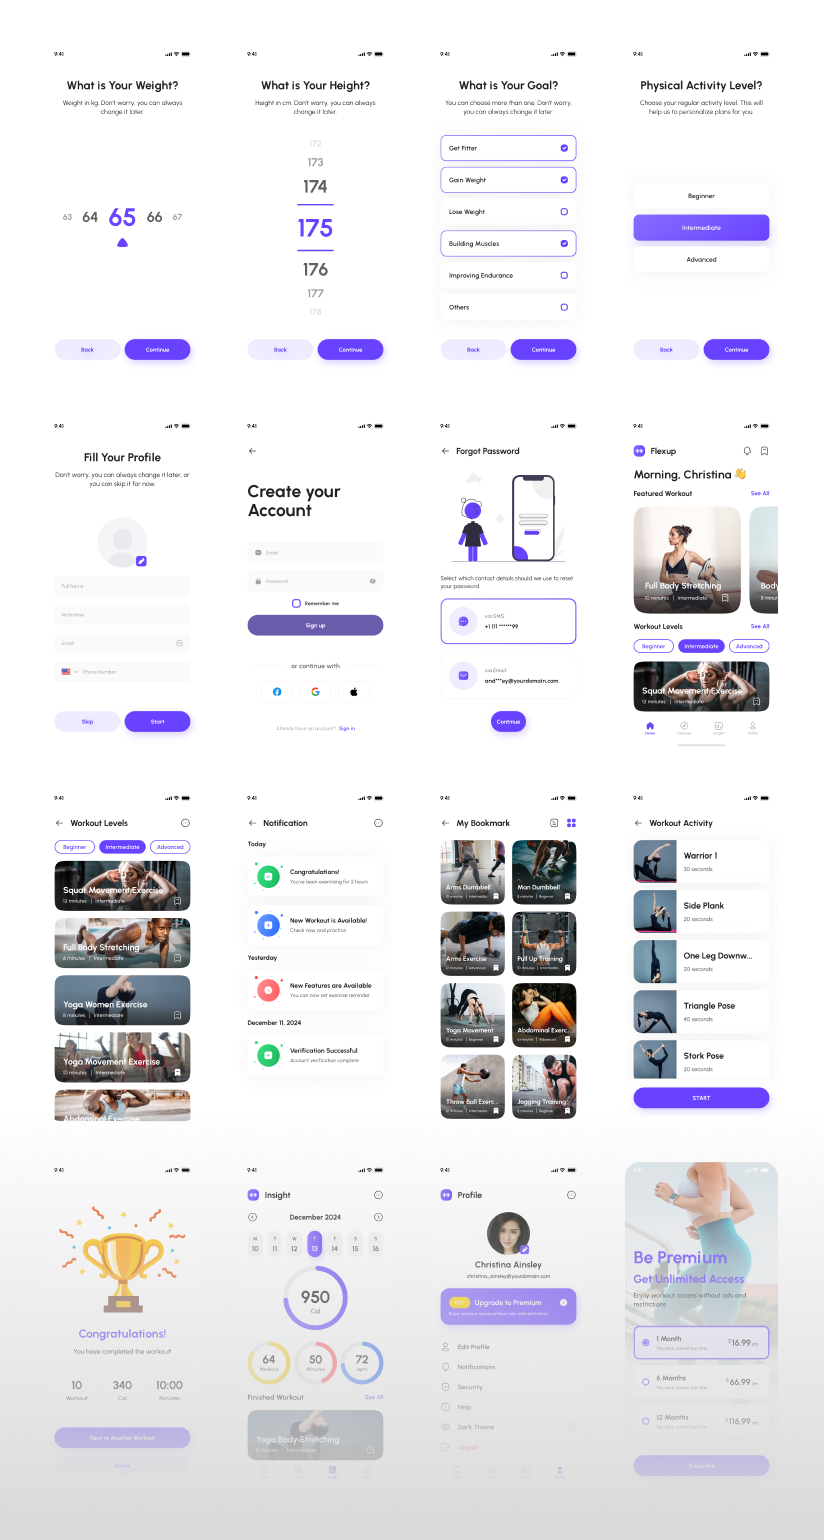 9:41
What is Your Weight?
Weight in kg. Don't worry, you can always
change it later.
63 64 65 66 67
Back Continue
9:41
What is Your Height?
Height in cm. Don't worry, you can always
change it later.
172
173
174
175
176
177
178
Back Continue
9:41
What is Your Goal?
You can choose more than one. Don't worry,
you can always change it later.
Get Fitter
Gain Weight
Lose Weight
Building Muscles
Improving Endurance
Others
Back Continue
9:41
Physical Activity Level?
Choose your regular activity level. This will
help us to personalize plans for you.
Beginner
Intermediate
Advanced
Back Continue
9:41
Fill Your Profile
Don't worry, you can always change it later, or
you can skip it for now.
Full Name
Nickname
Email
Phone Number
Skip Start
9:41
Create your
Account
Email
Password
Remember me
Sign up
or continue with
Already have an account? Sign in
9:41
Forgot Password
Select which contact details should we use to reset
your password
via SMS
+1 111 ******99
via Email
and***ey@yourdomain.com
Continue
9:41
Flexup
Morning, Christina 👋
Featured Workout See All
Full Body Stretching
10 minutes | Intermediate
Body
8 minut
Workout Levels See All
Beginner Intermediate Advanced
Squat Movement Exercise
12 minutes | Intermediate
Home Insight Profile
9:41
Workout Levels
Beginner Intermediate Advanced
Squat Movement Exercise
12 minutes | Intermediate
Full Body Stretching
6 minutes | Intermediate
Yoga Women Exercise
8 minutes | Intermediate
Yoga Movement Exercise
10 minutes | Intermediate
Abdominal Exercise
9:41
Notification
Today
Congratulations!
You've been exercising for 2 hours
New Workout is Available!
Check now and practice
Yesterday
New Features are Available
You can now set exercise reminder
December 11, 2024
Verification Successful
Account verification complete
9:41
My Bookmark
Arms Dumbbell
Man Dumbbell
Arms Exercise
Pull Up Training
Yoga Movement
Abdominal Exerc...
Throw Ball Exerc...
Jogging Training
9:41
Workout Activity
Warrior 1
30 seconds
Side Plank
20 seconds
One Leg Downw...
20 seconds
Triangle Pose
40 seconds
Stork Pose
20 seconds
START
9:41
Congratulations!
You have completed the workout!
10 340 10:00
Workout Cal Minutes
Next to Another Workout
Home
9:41
Insight
December 2024
M T W T F S S
10 11 12 13 14 15 16
950
Cal
64 50 72
Workout Minutes bpm
Finished Workout See All
Yoga Body Stretching
Insight
9:41
Profile
Christina Ainsley
christina_ainsley@yourdomain.com
PRO Upgrade to Premium
Enjoy workout access without ads and restrictions
Edit Profile
Notifications
Security
Help
Dark Theme
Logout
Profile
9:41
Be Premium
Get Unlimited Access
Enjoy workout access without ads and
restrictions
1 Month $16.99 /m
6 Months $66.99 /m
12 Months $116.99 /m
Subscribe